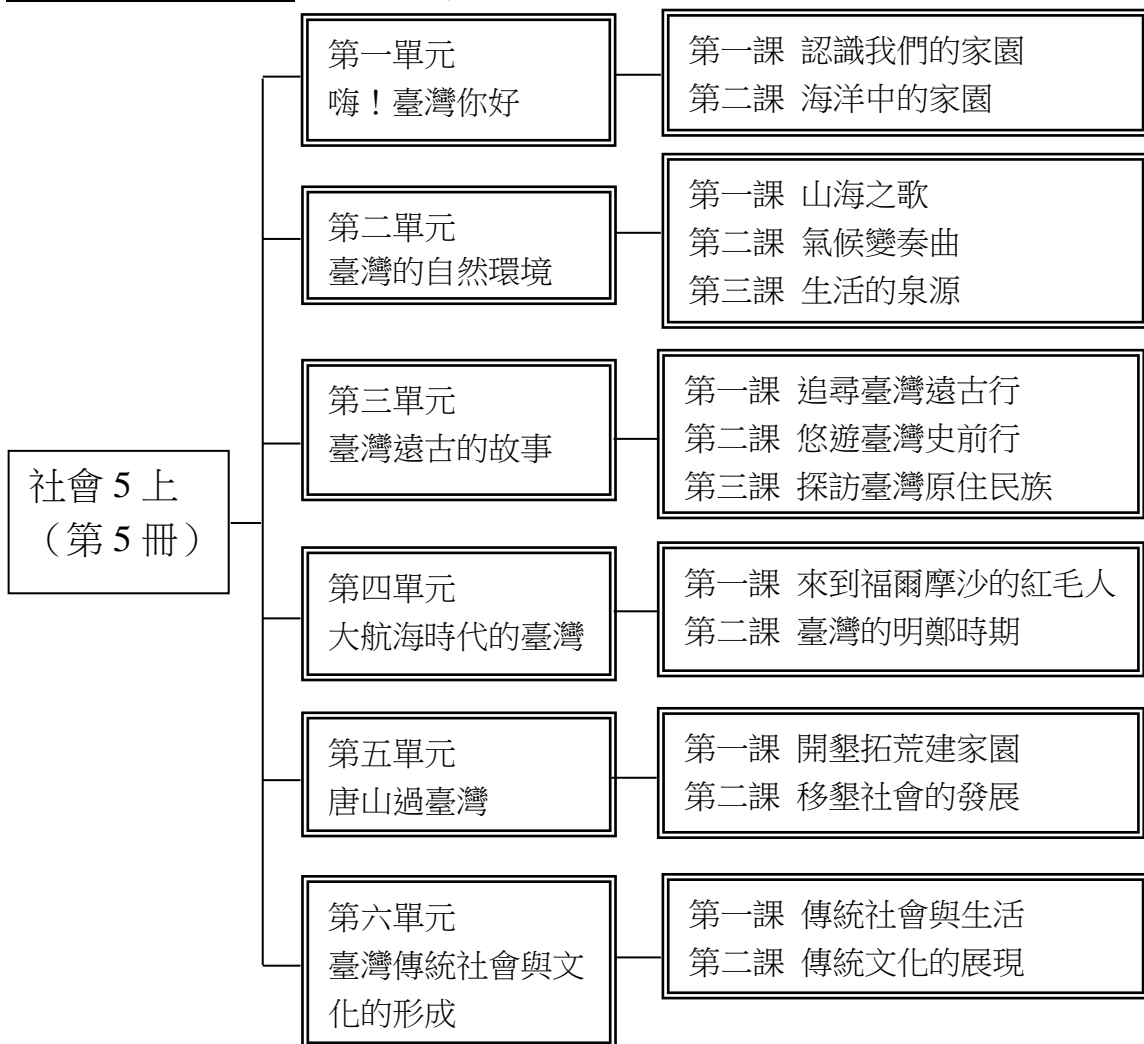 社會 5 上
（第 5 冊）
第一單元
嗨！臺灣你好
第一課 認識我們的家園
第二課 海洋中的家園
第二單元
臺灣的自然環境
第一課 山海之歌
第二課 氣候變奏曲
第三課 生活的泉源
第三單元
臺灣遠古的故事
第一課 追尋臺灣遠古行
第二課 悠遊臺灣史前行
第三課 探訪臺灣原住民族
第四單元
大航海時代的臺灣
第一課 來到福爾摩沙的紅毛人
第二課 臺灣的明鄭時期
第五單元
唐山過臺灣
第一課 開墾拓荒建家園
第二課 移墾社會的發展
第六單元
臺灣傳統社會與文
化的形成
第一課 傳統社會與生活
第二課 傳統文化的展現